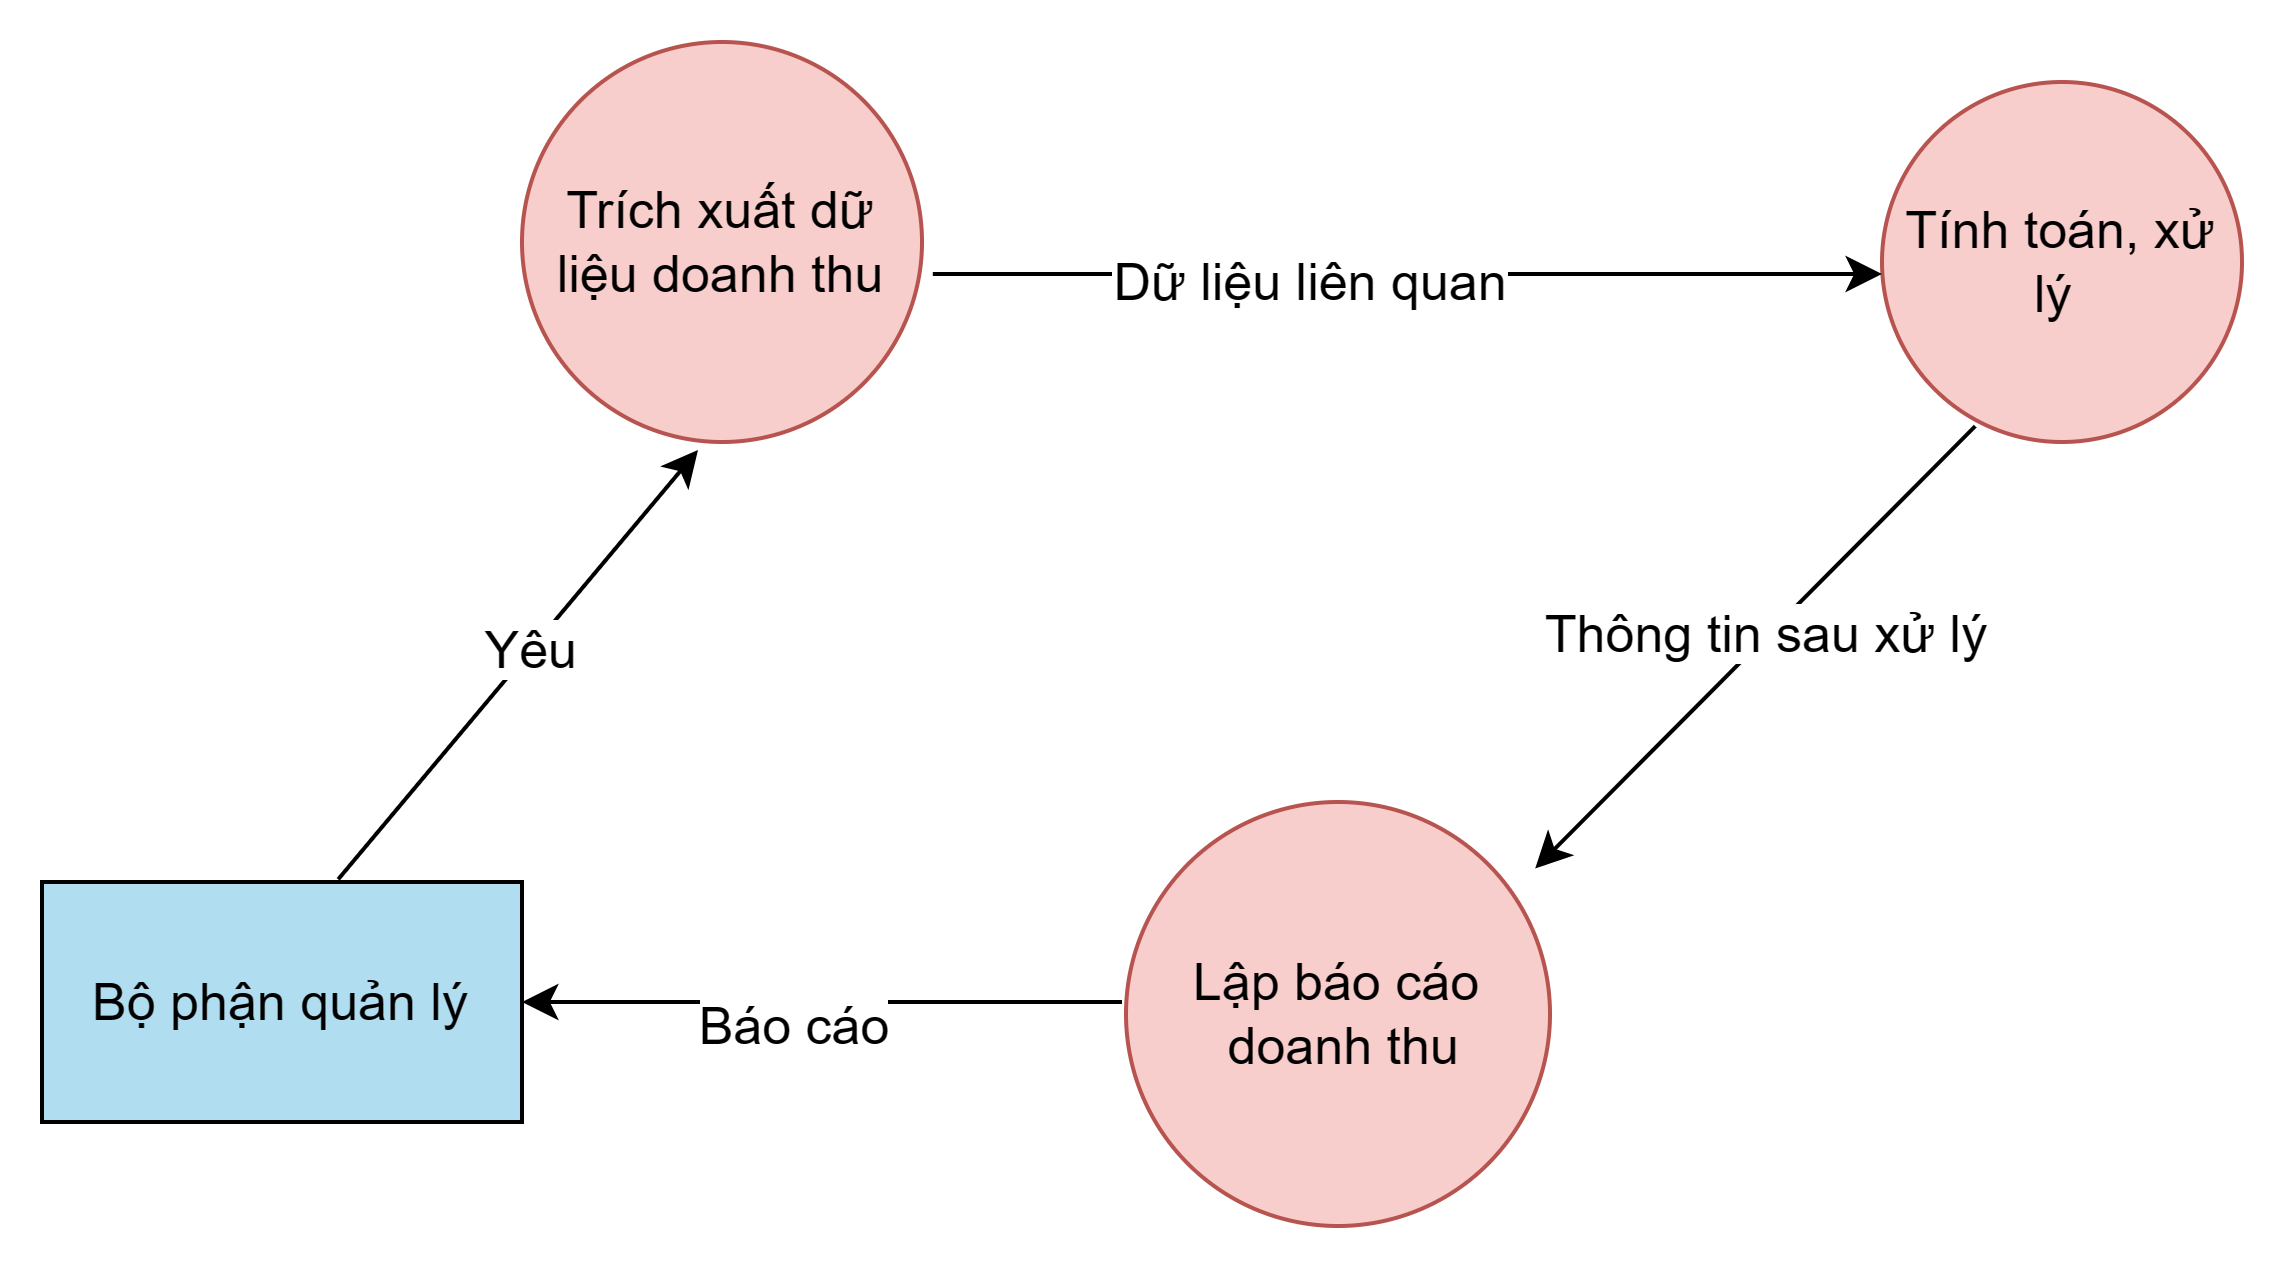 Trích xuất dữ
liệu doanh thu
Tính toán, xử
lý
Dữ liệu liên quan
Yêu
Thông tin sau xử lý
Bộ phận quản lý
Báo cáo
Lập báo cáo
doanh thu